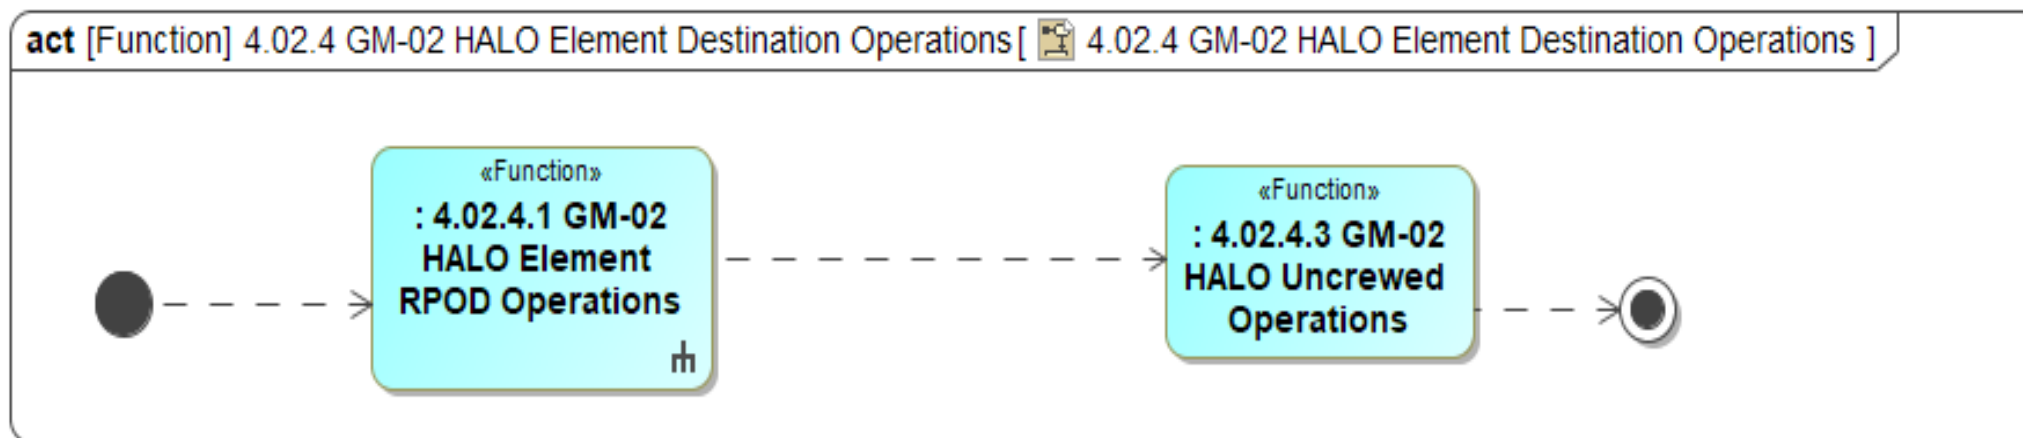 act [Function] 4.02.4 GM-02 HALO Element Destination Operations [ 4.02.4 GM-02 HALO Element Destination Operations ]
«Function»
: 4.02.4.1 GM-02
HALO Element
RPOD Operations
«Function»
: 4.02.4.3 GM-02
HALO Uncrewed
Operations